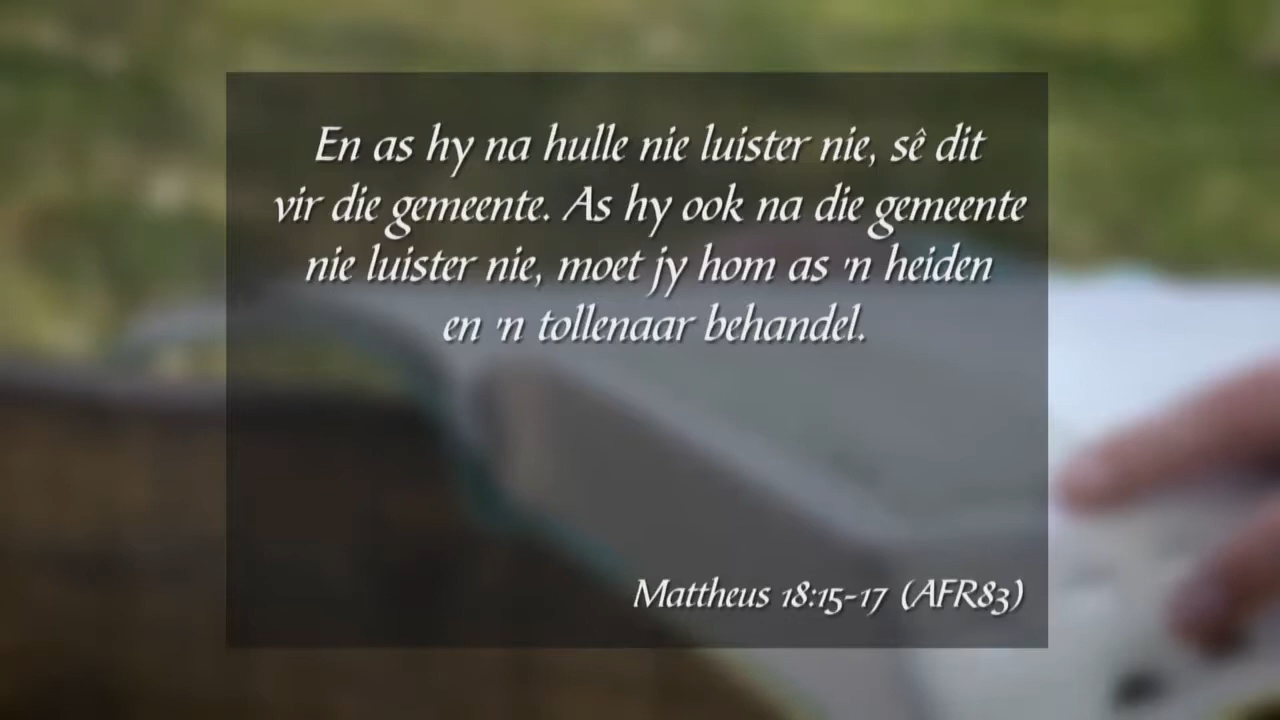 En as hy na hulle nie luister nie, sê dit
vir die gemeente. As hy ook na die gemeente
nie luister nie, moet jy hom as 'n heiden
en 'n tollenaar behandel.
Mattheus 18:15-17 (AFR83)